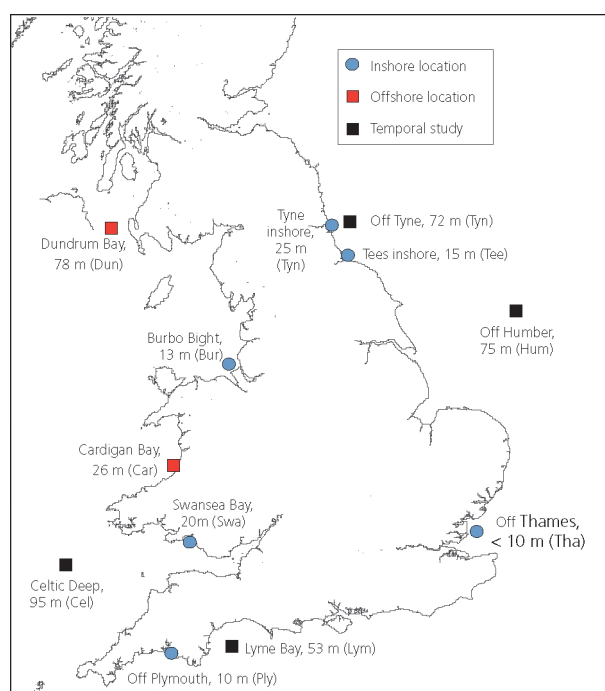 Inshore location
Offshore location
Temporal study
Tyne
inshore,
25 m
(Tyn)
Off Tyne, 72 m (Tyn)
Dundrum Bay,
78 m (Dun)
Tees inshore, 15 m (Tee)
Off Humber,
75 m (Hum)
Burbo Bight,
13 m (Bur)
Cardigan Bay,
26 m (Car)
Swansea Bay,
20m (Swa)
Off Thames,
< 10 m (Tha)
Celtic Deep,
95 m (Cel)
Lyme Bay, 53 m (Lym)
Off Plymouth, 10 m (Ply)